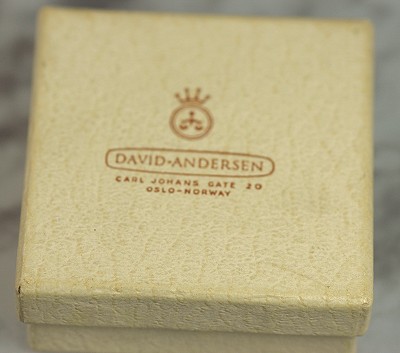 DAVID-ANDERSEN
CARL JOHANS GATE 20
OSLO-NORWAY